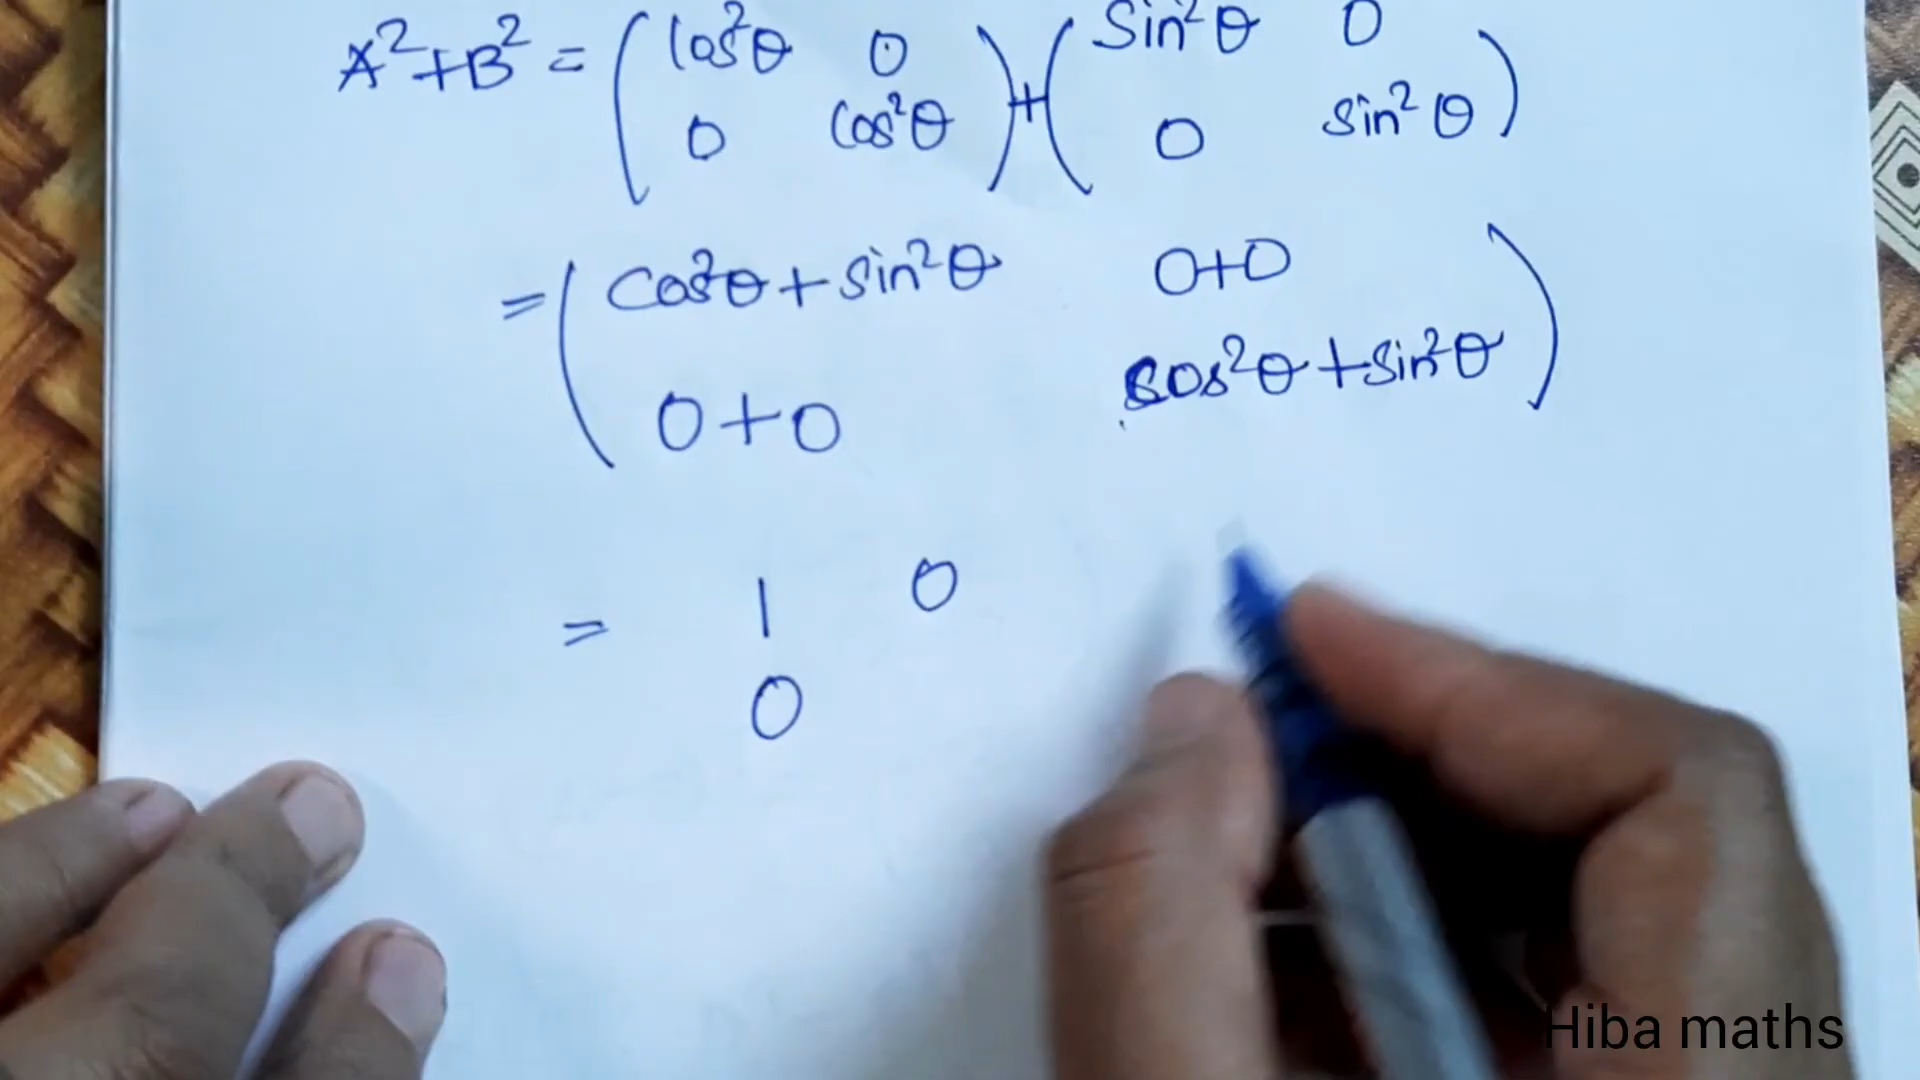 A²+B² = (cos²θ 0
0 cos²θ) + (Sin²θ 0
0 sin²θ)
= (cos²θ + sin²θ 0+0
0+0 cos²θ + sin²θ)
= 1 0
0
Hiba maths